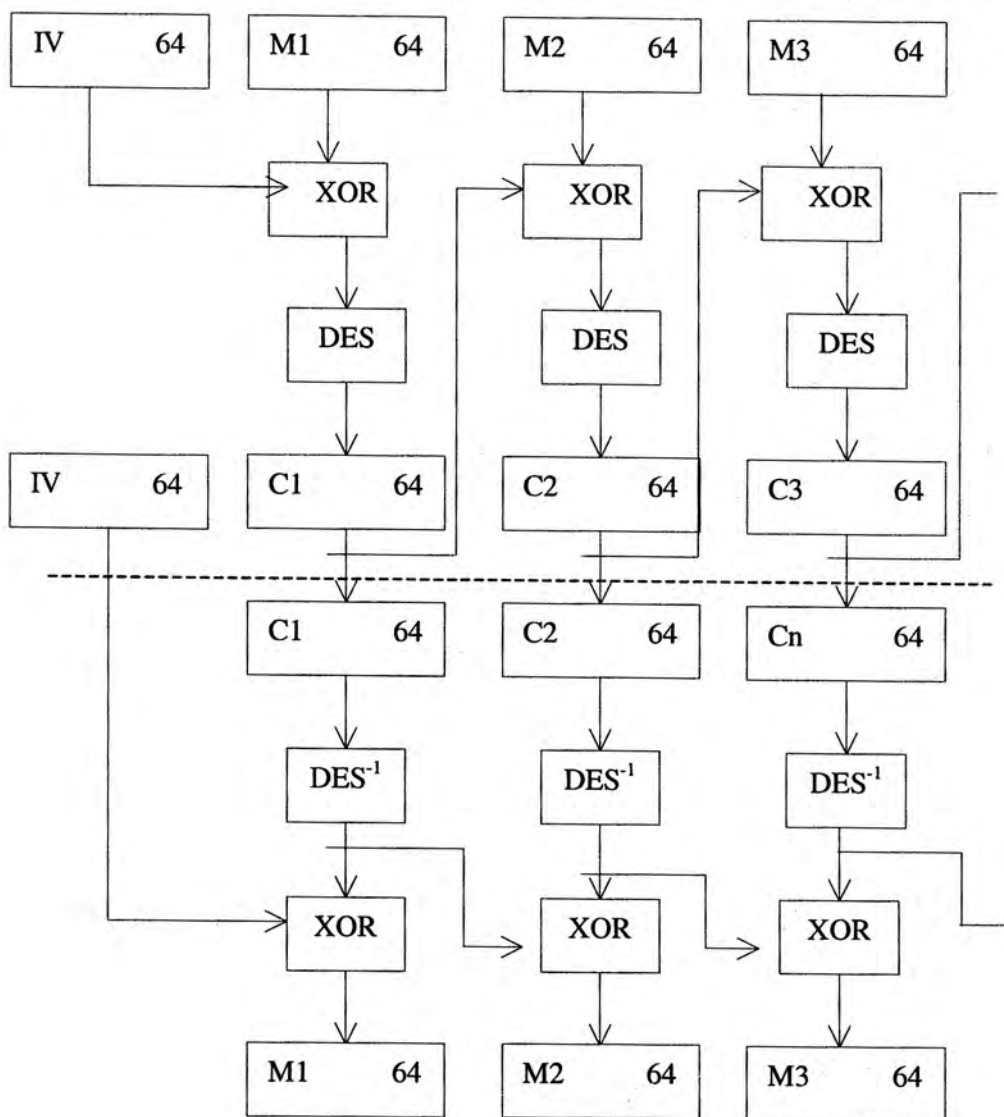 IV 64 M1 64 M2 64 M3 64
XOR XOR XOR
DES DES DES
IV 64 C1 64 C2 64 C3 64
C1 64 C2 64 Cn 64
DES⁻¹ DES⁻¹ DES⁻¹
XOR XOR XOR
M1 64 M2 64 M3 64